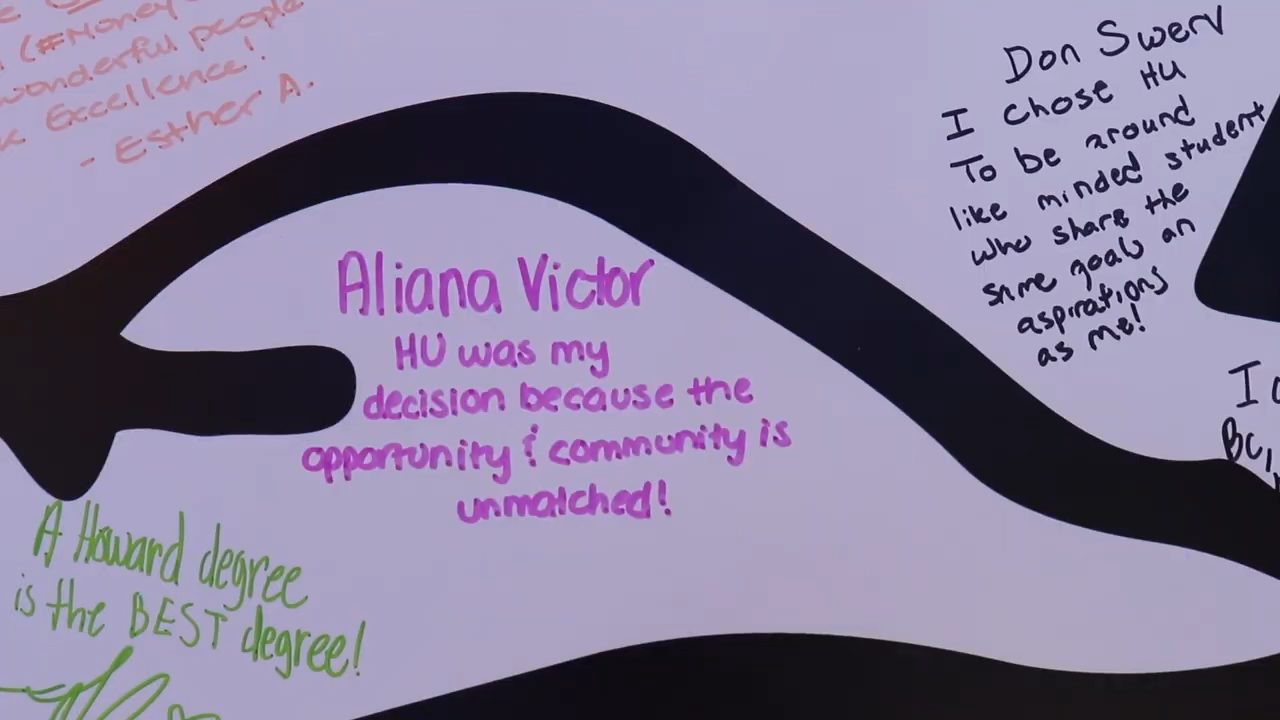 (#Money
wonderful people
Excellence!
- Esther A.
Aliana Victor
HU was my
decision because the
opportunity & community is
unmatched!
A Howard degree
is the BEST degree!
Don Swerv
I chose HU
To be around
like minded student
who share the
same goals an
aspirations
as me!
I
BC,